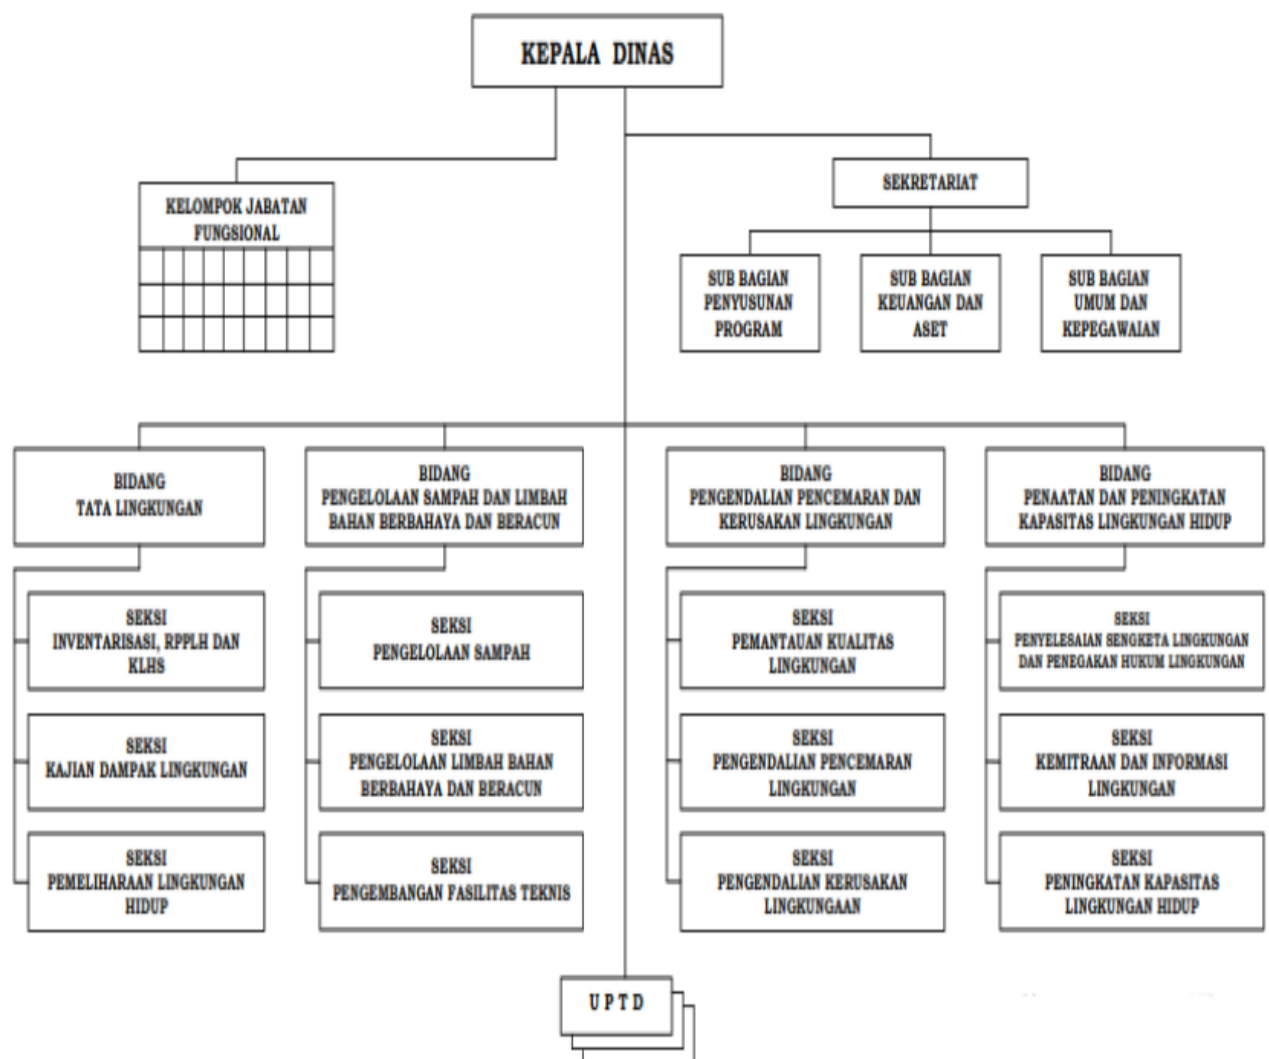 KEPALA DINAS
KELOMPOK JABATAN
FUNGSIONAL
SEKRETARIAT
SUB BAGIAN
PENYUSUNAN
PROGRAM
SUB BAGIAN
KEUANGAN DAN
ASET
SUB BAGIAN
UMUM DAN
KEPEGAWAIAN
BIDANG
TATA LINGKUNGAN
BIDANG
PENGELOLAAN SAMPAH DAN LIMBAH
BAHAN BERBAHAYA DAN BERACUN
BIDANG
PENGENDALIAN PENCEMARAN DAN
KERUSAKAN LINGKUNGAN
BIDANG
PENAATAN DAN PENINGKATAN
KAPASITAS LINGKUNGAN HIDUP
SEKSI
INVENTARISASI, RPPLH DAN
KLHS
SEKSI
PENGELOLAAN SAMPAH
SEKSI
PEMANTAUAN KUALITAS
LINGKUNGAN
SEKSI
PENYELESAIAN SENGKETA LINGKUNGAN
DAN PENEGAKAN HUKUM LINGKUNGAN
SEKSI
KAJIAN DAMPAK LINGKUNGAN
SEKSI
PENGELOLAAN LIMBAH BAHAN
BERBAHAYA DAN BERACUN
SEKSI
PENGENDALIAN PENCEMARAN
LINGKUNGAN
SEKSI
KEMITRAAN DAN INFORMASI
LINGKUNGAN
SEKSI
PEMELIHARAAN LINGKUNGAN
HIDUP
SEKSI
PENGEMBANGAN FASILITAS TEKNIS
SEKSI
PENGENDALIAN KERUSAKAN
LINGKUNGAAN
SEKSI
PENINGKATAN KAPASITAS
LINGKUNGAN HIDUP
U P T D